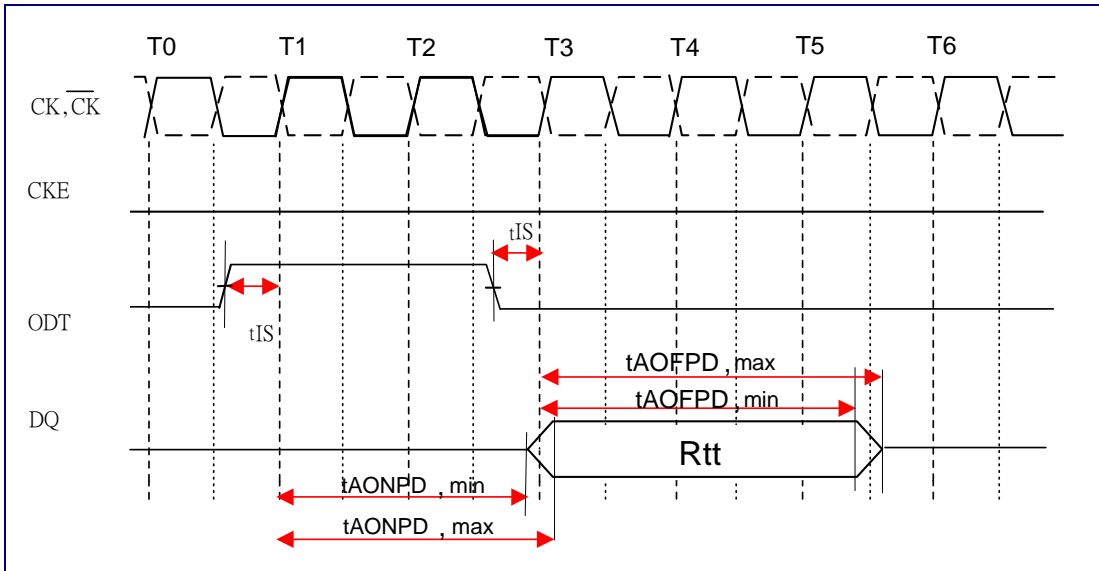 T0 T1 T2 T3 T4 T5 T6
CK, CK
CKE
tIS
tIS
ODT
tAOFPD , max
tAOFPD , min
DQ
Rtt
tAONPD , min
tAONPD , max